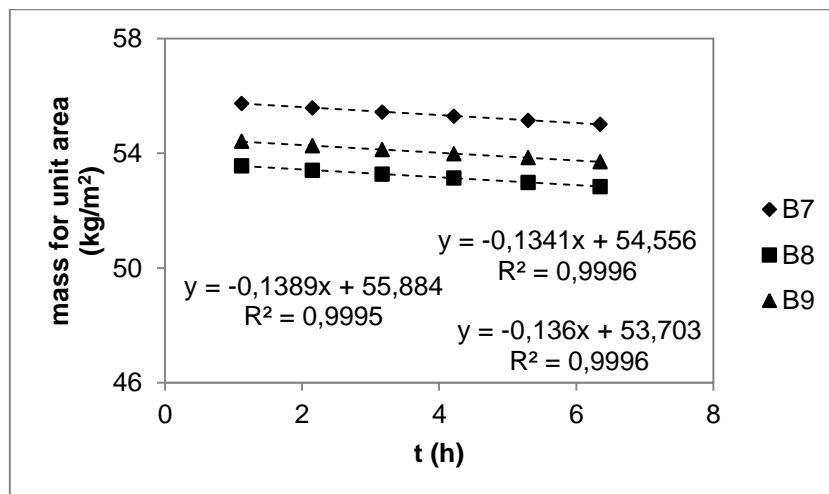 58
54
50
46
0
2
4
6
8
mass for unit area
(kg/m²)
t (h)
y = -0,1341x + 54,556
R² = 0,9996
y = -0,1389x + 55,884
R² = 0,9995
y = -0,136x + 53,703
R² = 0,9996
B7
B8
B9